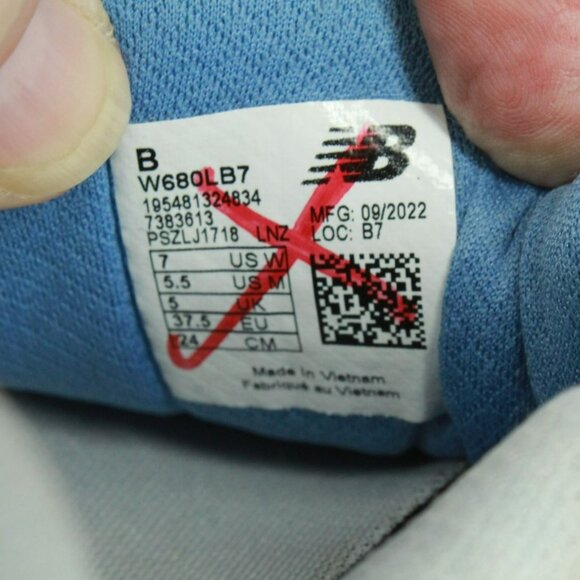 B
W680LB7
195481324834
7383613
PSZLJ1718 LNZ
NB
MFG: 09/2022
LOC: B7
7 US W
5.5 US M
5 UK
37.5 EU
24 CM
Made in Vietnam
Fabriqué au Vietnam